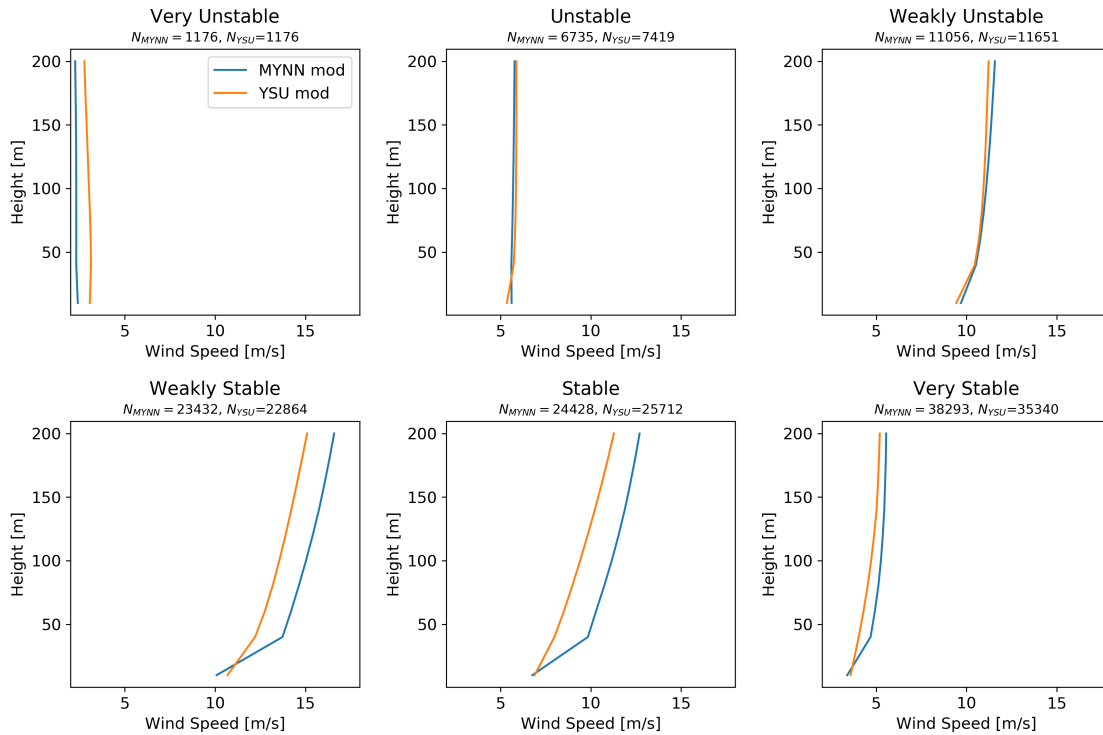 Very Unstable
N_MYNN = 1176, N_YSU=1176
200
150
100
50
Height [m]
5 10 15
Wind Speed [m/s]
MYNN mod
YSU mod
Unstable
N_MYNN = 6735, N_YSU=7419
200
150
100
50
Height [m]
5 10 15
Wind Speed [m/s]
Weakly Unstable
N_MYNN = 11056, N_YSU=11651
200
150
100
50
Height [m]
5 10 15
Wind Speed [m/s]
Weakly Stable
N_MYNN = 23432, N_YSU=22864
200
150
100
50
Height [m]
5 10 15
Wind Speed [m/s]
Stable
N_MYNN = 24428, N_YSU=25712
200
150
100
50
Height [m]
5 10 15
Wind Speed [m/s]
Very Stable
N_MYNN = 38293, N_YSU=35340
200
150
100
50
Height [m]
5 10 15
Wind Speed [m/s]